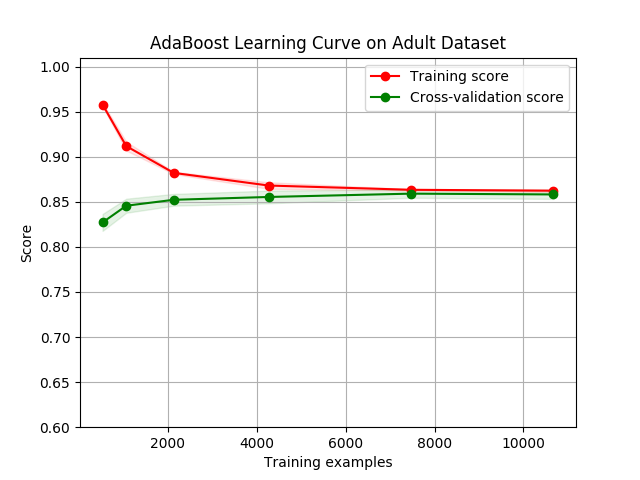 AdaBoost Learning Curve on Adult Dataset
Training score
Cross-validation score
1.00
0.95
0.90
0.85
0.80
0.75
0.70
0.65
0.60
Score
2000 4000 6000 8000 10000
Training examples